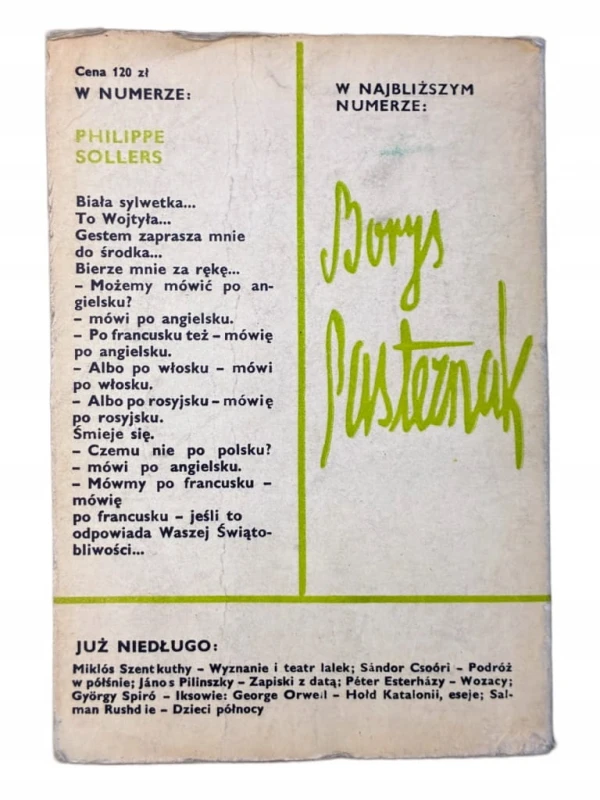 Cena 120 zł
W NUMERZE:
PHILIPPE
SOLLERS
Biała sylwetka...
To Wojtyła...
Gestem zaprasza mnie
do środka...
Bierze mnie za rękę...
– Możemy mówić po an-
gielsku?
– mówi po angielsku.
– Po francusku też – mówię
po angielsku.
– Albo po włosku – mówi
po włosku.
– Albo po rosyjsku – mówię
po rosyjsku.
Śmieje się.
– Czemu nie po polsku?
– mówi po angielsku.
– Mówmy po francusku –
mówię
po francusku – jeśli to
odpowiada Waszej Świąto-
bliwości...
W NAJBLIŻSZYM
NUMERZE:
Borys
Pasternak
JUŻ NIEDŁUGO:
Miklós Szentkuthy – Wyznanie i teatr lalek; Sándor Csoóri – Podróż
w półśnie; János Pilinszky – Zapiski z datą; Péter Esterházy – Wozacy;
György Spiró – Iksowie; George Orwell – Hołd Katalonii, eseje; Sal-
man Rushdie – Dzieci północy